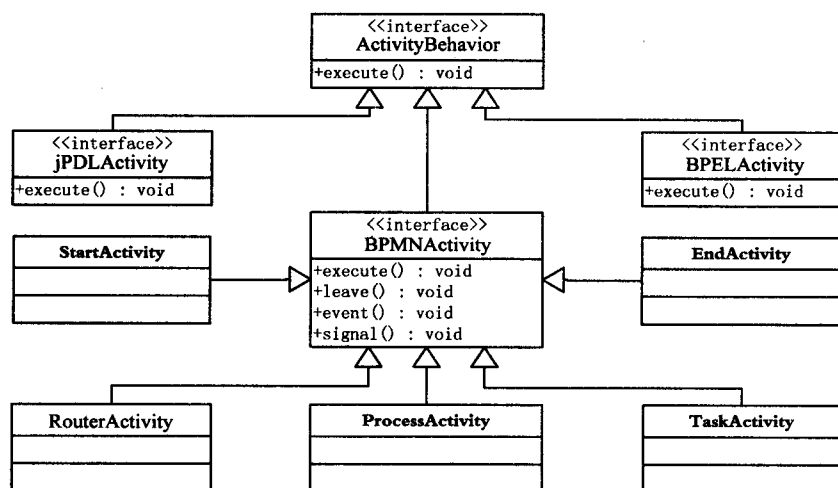 <<interface>>
ActivityBehavior
+execute() : void
<<interface>>
jPDLActivity
+execute() : void
<<interface>>
BPELActivity
+execute() : void
<<interface>>
BPMNActivity
+execute() : void
+leave() : void
+event() : void
+signal() : void
StartActivity
EndActivity
RouterActivity
ProcessActivity
TaskActivity